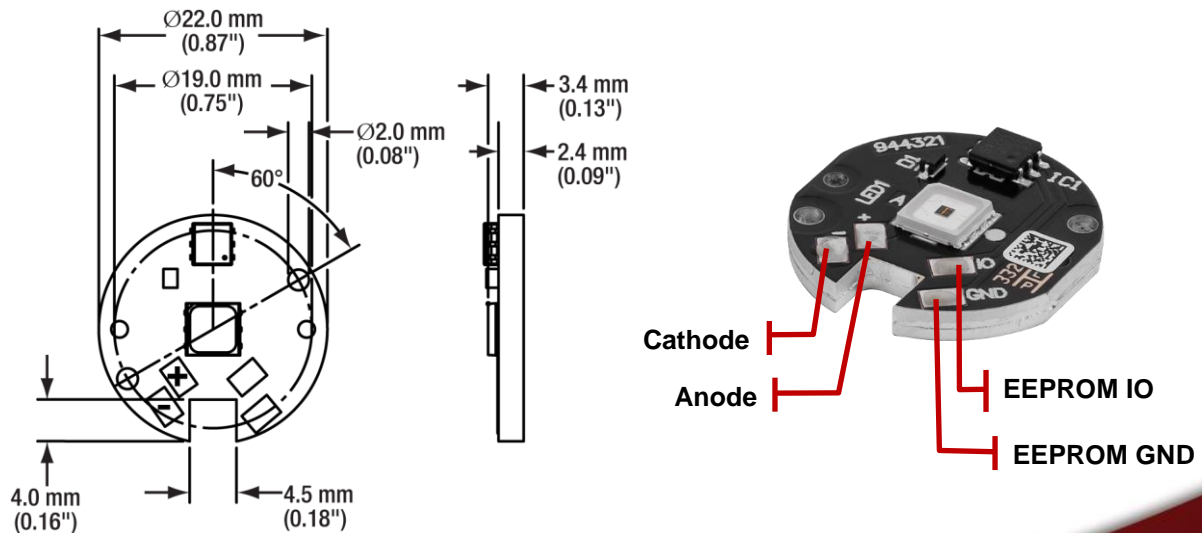 Ø22.0 mm
(0.87")
Ø19.0 mm
(0.75")
Ø2.0 mm
(0.08")
60°
3.4 mm
(0.13")
2.4 mm
(0.09")
+
-
4.0 mm
(0.16")
4.5 mm
(0.18")
944321
D1
IC1
LED1
A
+
IO
GND
332
Cathode
Anode
EEPROM IO
EEPROM GND